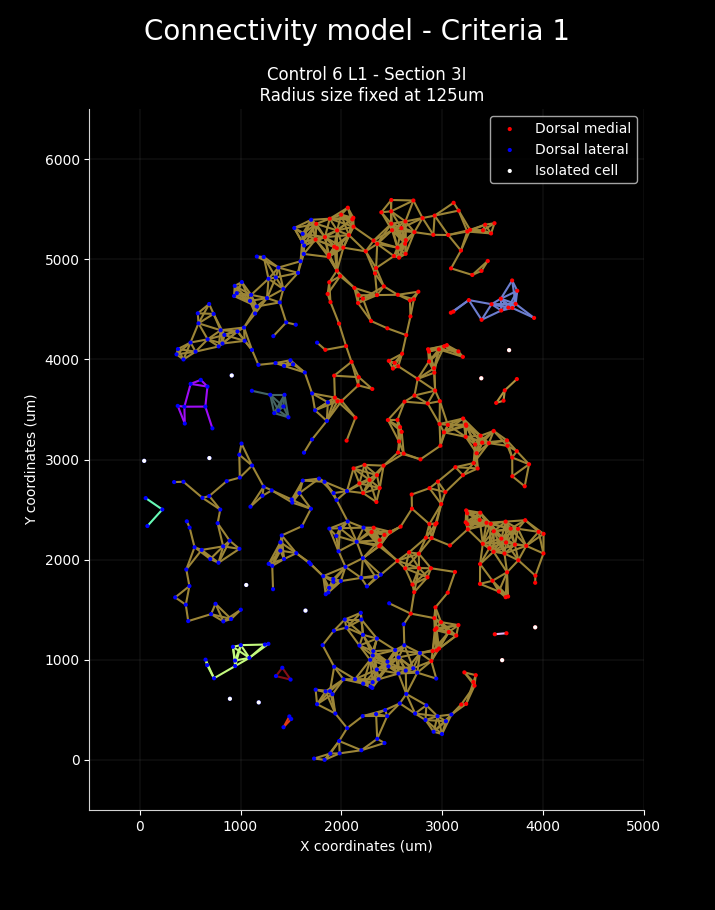 Connectivity model - Criteria 1
Control 6 L1 - Section 3I
Radius size fixed at 125um
Dorsal medial
Dorsal lateral
Isolated cell
6000
5000
4000
3000
2000
1000
0
Y coordinates (um)
0 1000 2000 3000 4000 5000
X coordinates (um)